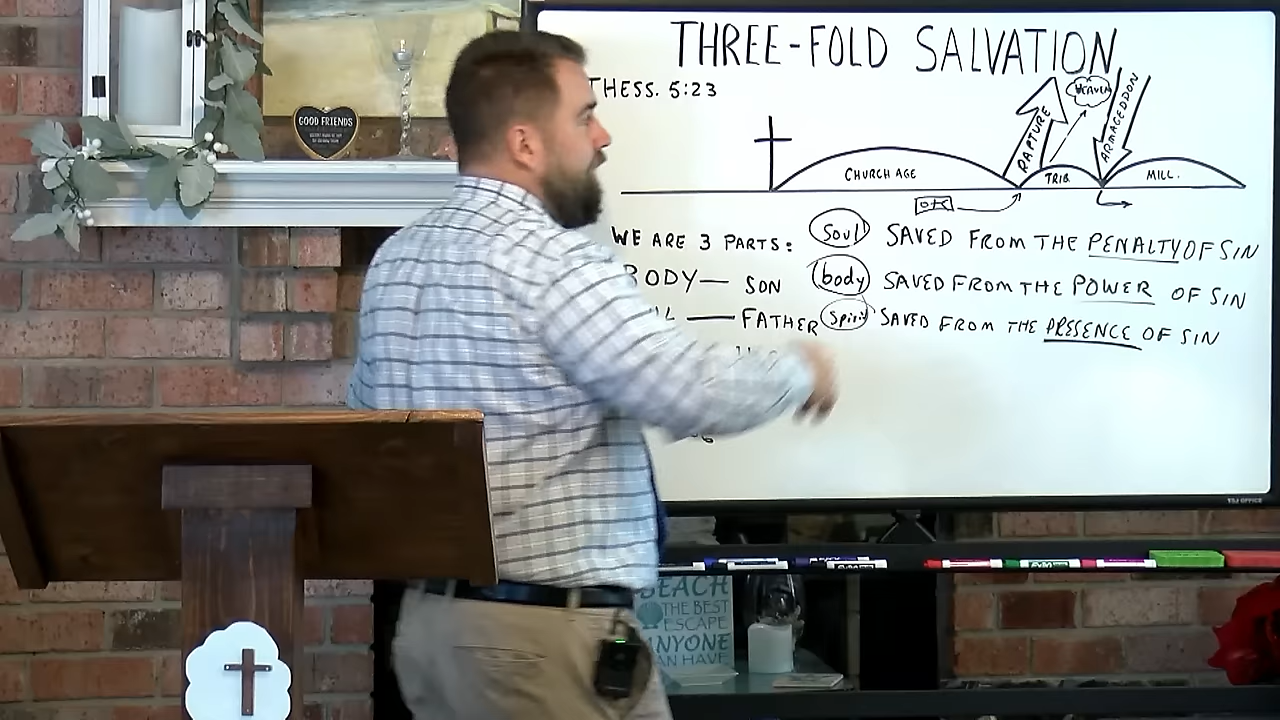 THREE-FOLD SALVATION
THESS. 5:23
HEAVEN
RAPTURE
ARMAGEDDON
CHURCH AGE
TRIB.
MILL.
WE ARE 3 PARTS:
Soul SAVED FROM THE PENALTY OF SIN
BODY — SON
body SAVED FROM THE POWER OF SIN
— FATHER
Spirit SAVED FROM THE PRESENCE OF SIN
GOOD FRIENDS
BEACH
THE BEST
ESCAPE
ANYONE
CAN HAVE